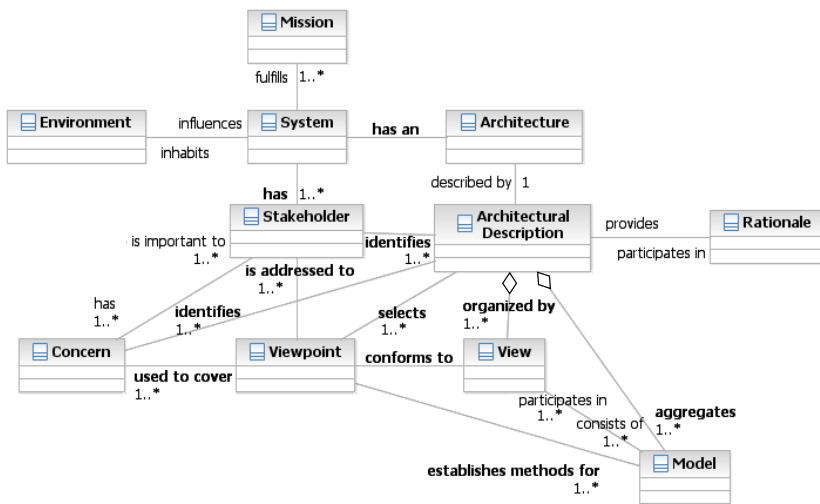 Mission
fulfills 1..*
Environment
influences
System
has an
Architecture
inhabits
described by 1
has 1..*
Stakeholder
Architectural
Description
provides
Rationale
is important to
1..*
identifies
1..*
participates in
is addressed to
1..*
has
1..*
identifies
1..*
selects
1..*
organized by
1..*
Concern
Viewpoint
conforms to
View
used to cover
1..*
participates in
1..*
consists of
1..*
aggregates
1..*
Model
establishes methods for
1..*